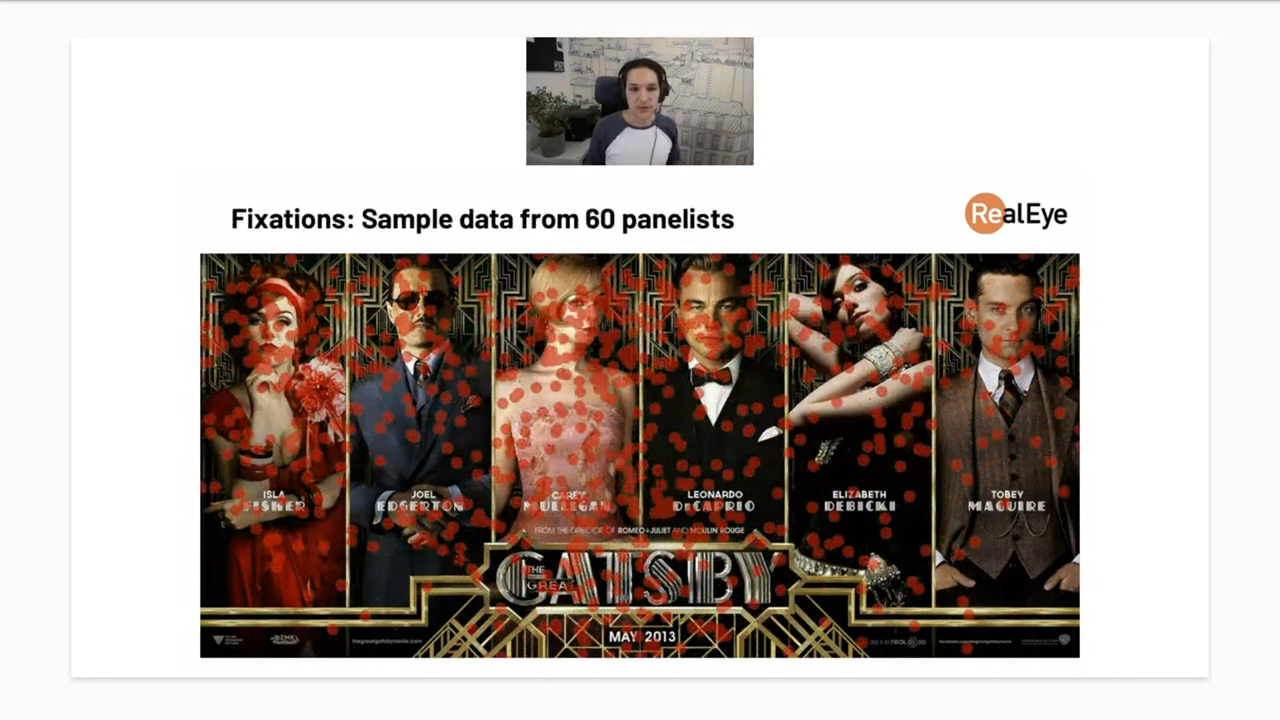 Fixations: Sample data from 60 panelists
RealEye
ISLA
FISHER
JOEL
EDGERTON
CAREY
MULLIGAN
LEONARDO
DiCAPRIO
ELIZABETH
DEBICKI
TOBEY
MAGUIRE
FROM THE DIRECTOR OF ROMEO+JULIET AND MOULIN ROUGE
THE
GREAT
GATSBY
MAY 2013
thegreatgatsbymovie.com